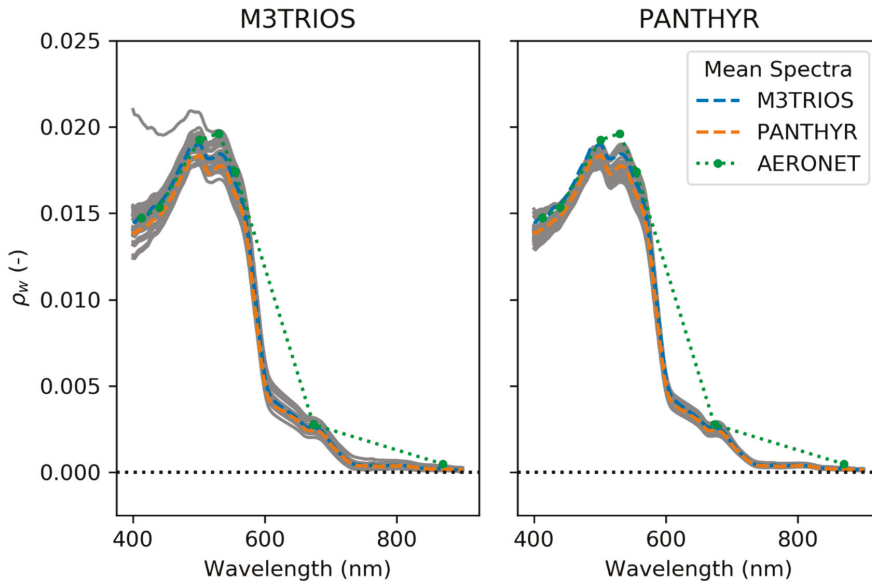 M3TRIOS
PANTHYR
0.025
0.020
0.015
0.010
0.005
0.000
ρw (-)
400
600
800
Wavelength (nm)
400
600
800
Wavelength (nm)
Mean Spectra
M3TRIOS
PANTHYR
AERONET